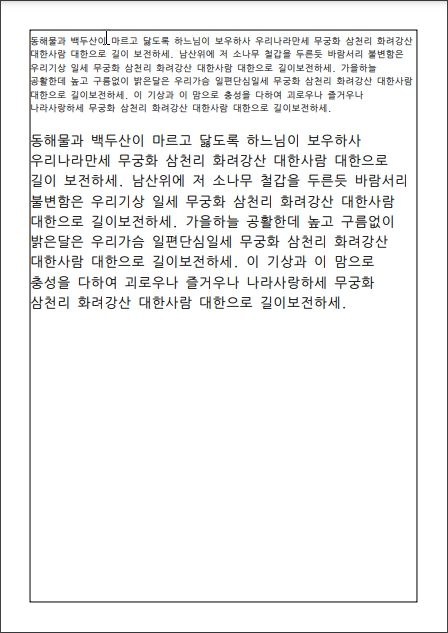 동해물과 백두산이 마르고 닳도록 하느님이 보우하사 우리나라만세 무궁화 삼천리 화려강산
대한사람 대한으로 길이 보전하세. 남산위에 저 소나무 철갑을 두른듯 바람서리 불변함은
우리기상 일세 무궁화 삼천리 화려강산 대한사람 대한으로 길이보전하세. 가을하늘
공활한데 높고 구름없이 밝은달은 우리가슴 일편단심일세 무궁화 삼천리 화려강산 대한사람
대한으로 길이보전하세. 이 기상과 이 맘으로 충성을 다하여 괴로우나 즐거우나
나라사랑하세 무궁화 삼천리 화려강산 대한사람 대한으로 길이보전하세.
동해물과 백두산이 마르고 닳도록 하느님이 보우하사
우리나라만세 무궁화 삼천리 화려강산 대한사람 대한으로
길이 보전하세. 남산위에 저 소나무 철갑을 두른듯 바람서리
불변함은 우리기상 일세 무궁화 삼천리 화려강산 대한사람
대한으로 길이보전하세. 가을하늘 공활한데 높고 구름없이
밝은달은 우리가슴 일편단심일세 무궁화 삼천리 화려강산
대한사람 대한으로 길이보전하세. 이 기상과 이 맘으로
충성을 다하여 괴로우나 즐거우나 나라사랑하세 무궁화
삼천리 화려강산 대한사람 대한으로 길이보전하세.